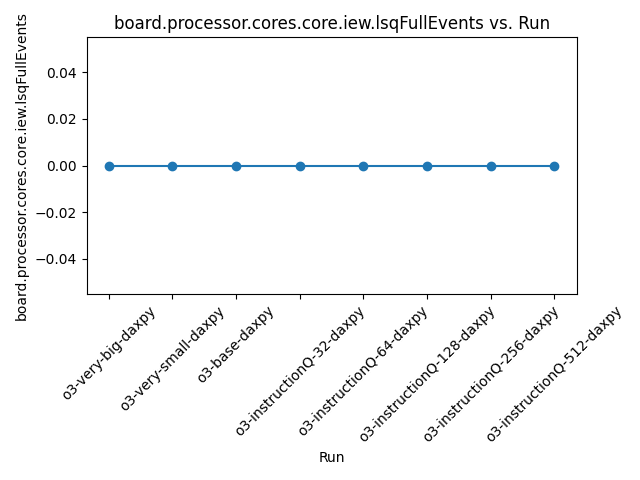 board.processor.cores.core.iew.lsqFullEvents vs. Run
board.processor.cores.core.iew.lsqFullEvents
0.04
0.02
0.00
−0.02
−0.04
o3-very-big-daxpy
o3-very-small-daxpy
o3-base-daxpy
o3-instructionQ-32-daxpy
o3-instructionQ-64-daxpy
o3-instructionQ-128-daxpy
o3-instructionQ-256-daxpy
o3-instructionQ-512-daxpy
Run